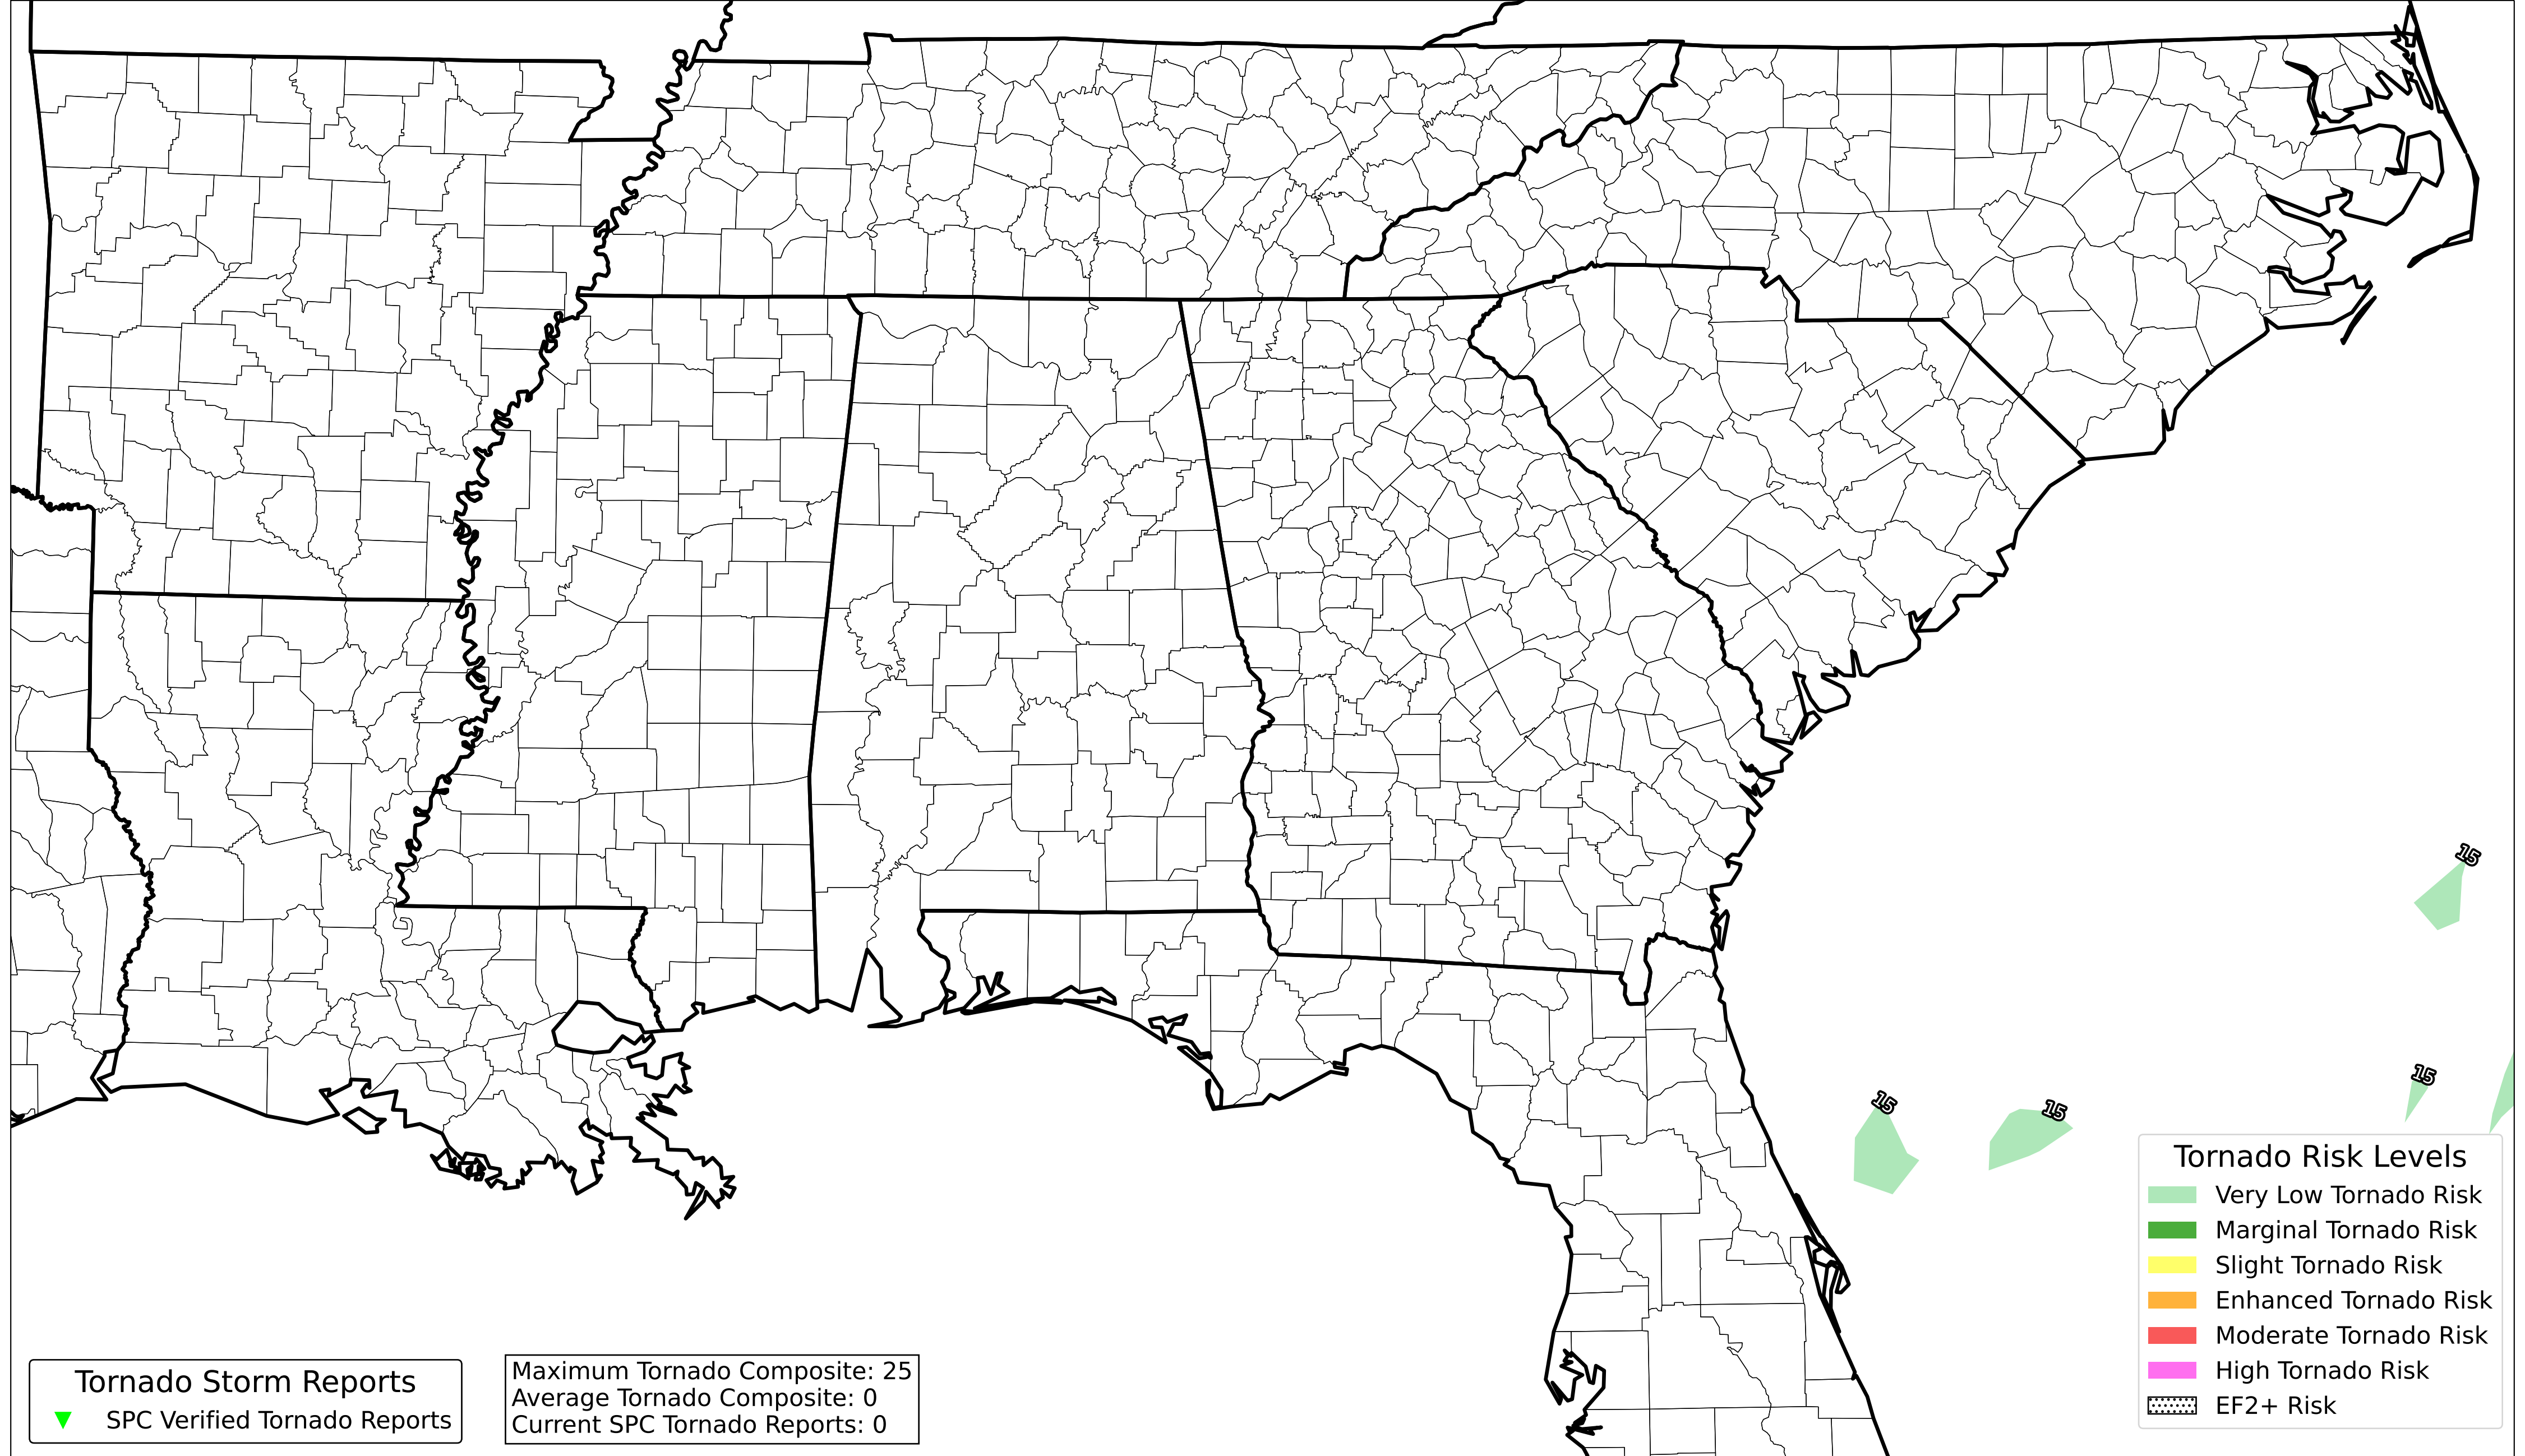 15
15
15
15
Tornado Risk Levels
Very Low Tornado Risk
Marginal Tornado Risk
Slight Tornado Risk
Enhanced Tornado Risk
Moderate Tornado Risk
High Tornado Risk
EF2+ Risk
Tornado Storm Reports
SPC Verified Tornado Reports
Maximum Tornado Composite: 25
Average Tornado Composite: 0
Current SPC Tornado Reports: 0